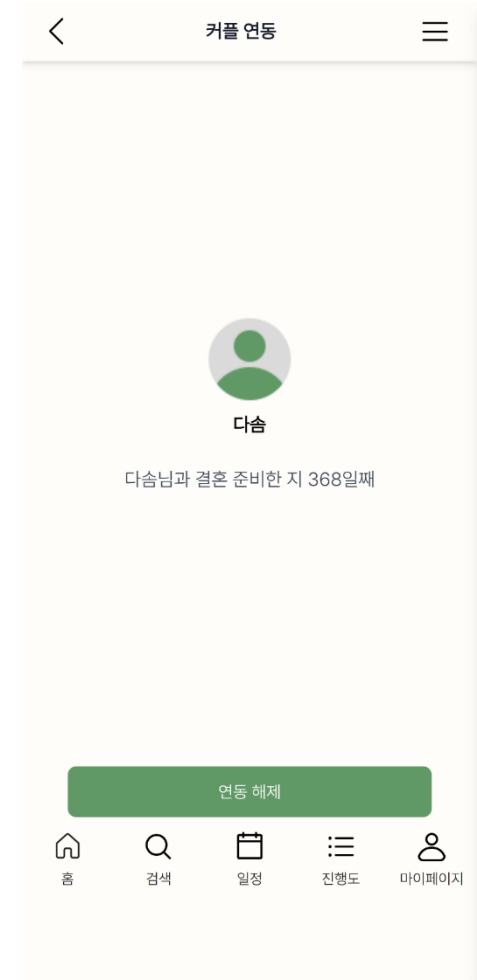 커플 연동
다솜
다솜님과 결혼 준비한 지 368일째
연동 해제
홈
검색
일정
진행도
마이페이지